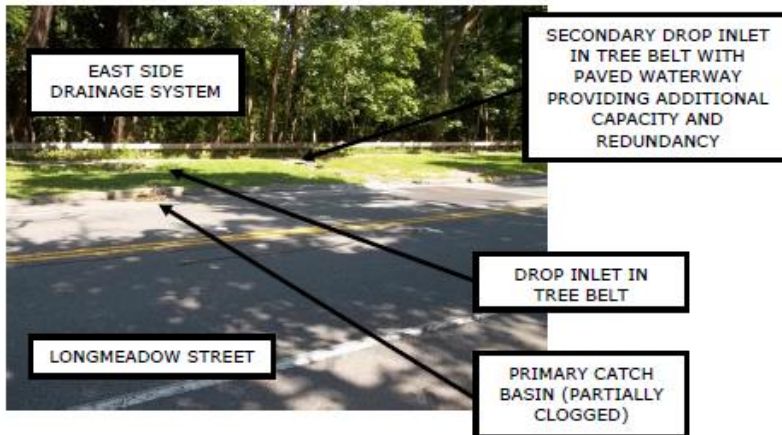 EAST SIDE
DRAINAGE SYSTEM
SECONDARY DROP INLET
IN TREE BELT WITH
PAVED WATERWAY
PROVIDING ADDITIONAL
CAPACITY AND
REDUNDANCY
DROP INLET IN
TREE BELT
LONGMEADOW STREET
PRIMARY CATCH
BASIN (PARTIALLY
CLOGGED)